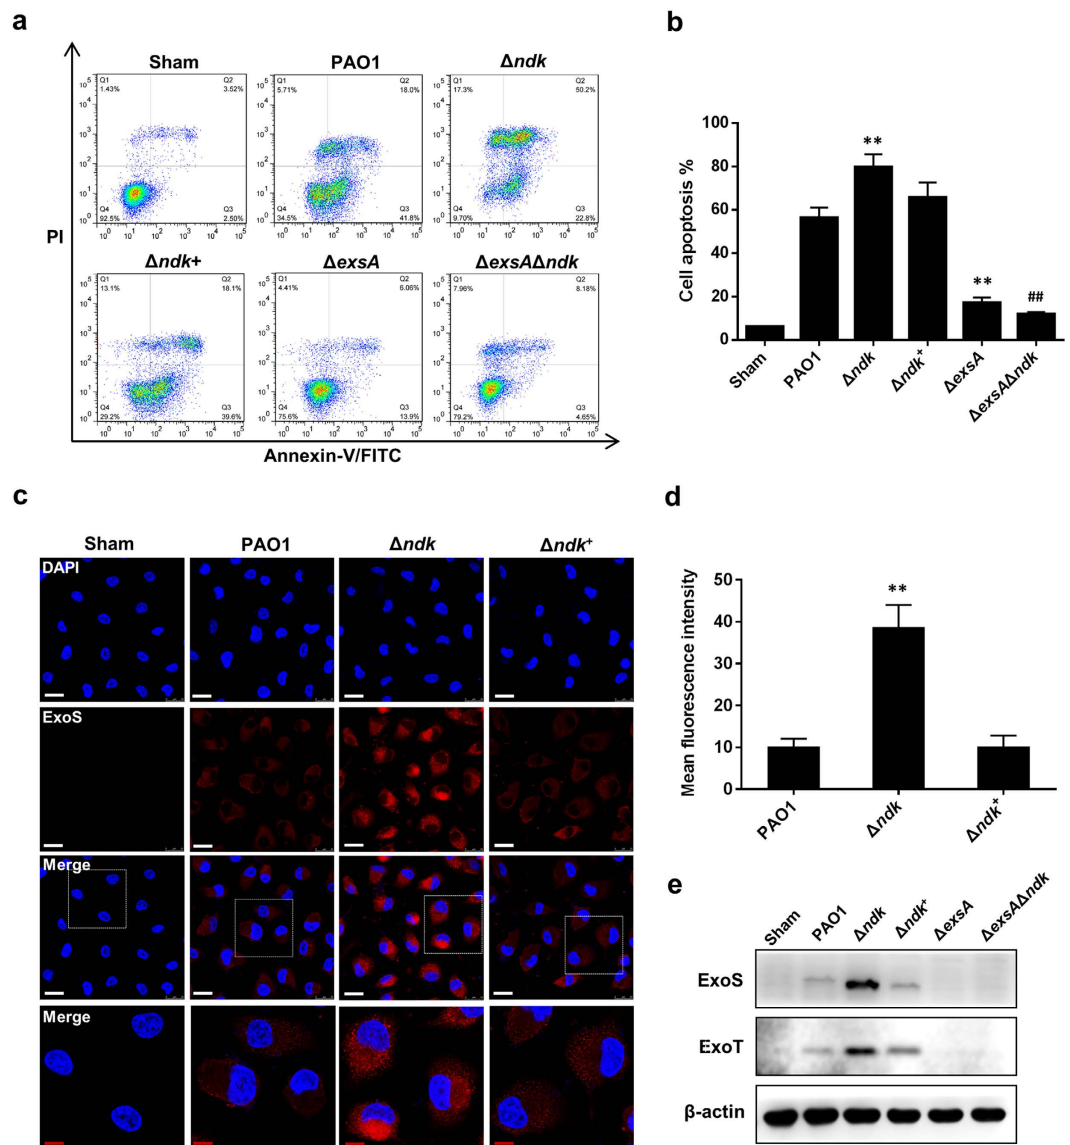 a
Sham
PAO1
Δndk
Q1
1.43%
Q2
3.52%
Q4
92.5%
Q3
2.50%
Q1
5.71%
Q2
18.0%
Q4
34.5%
Q3
41.8%
Q1
17.3%
Q2
50.2%
Q4
9.70%
Q3
22.8%
PI
Δndk+
ΔexsA
ΔexsAΔndk
Q1
13.1%
Q2
18.1%
Q4
29.2%
Q3
39.6%
Q1
4.41%
Q2
6.06%
Q4
75.6%
Q3
13.9%
Q1
7.96%
Q2
8.18%
Q4
79.2%
Q3
4.65%
Annexin-V/FITC
b
Cell apoptosis %
100
80
60
40
20
0
**
**
##
Sham
PAO1
Δndk
Δndk+
ΔexsA
ΔexsAΔndk
c
Sham
PAO1
Δndk
Δndk+
DAPI
ExoS
Merge
Merge
d
Mean fluorescence intensity
50
40
30
20
10
0
**
PAO1
Δndk
Δndk+
e
Sham
PAO1
Δndk
Δndk+
ΔexsA
ΔexsAΔndk
ExoS
ExoT
β-actin